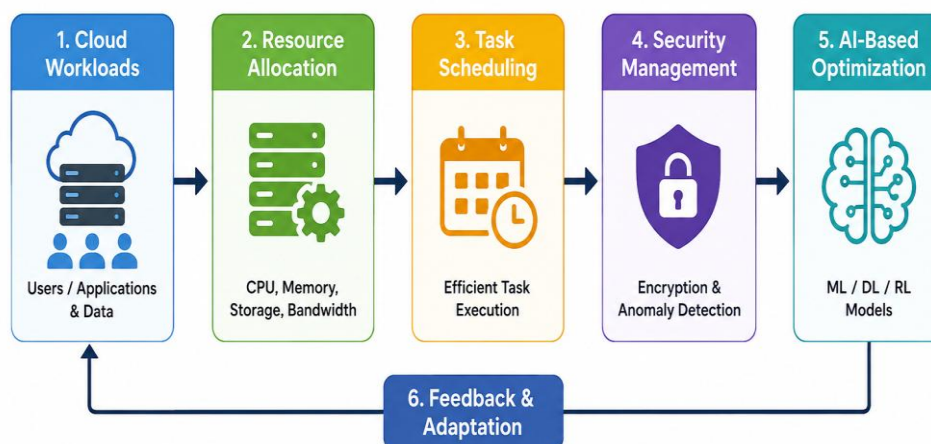 1. Cloud
Workloads
Users / Applications
& Data
2. Resource
Allocation
CPU, Memory,
Storage, Bandwidth
3. Task
Scheduling
Efficient Task
Execution
4. Security
Management
Encryption &
Anomaly Detection
5. AI-Based
Optimization
ML / DL / RL
Models
6. Feedback &
Adaptation